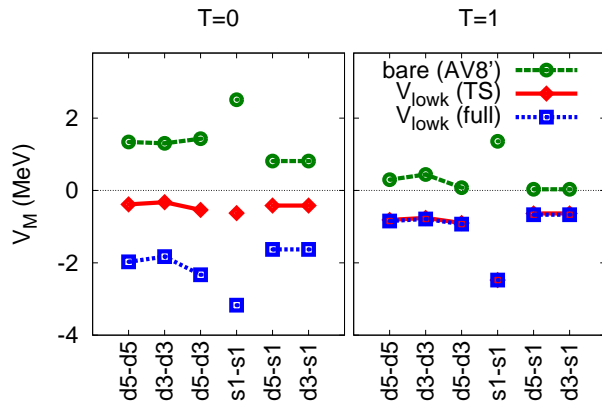 T=0
T=1
bare (AV8')
V_lowk (TS)
V_lowk (full)
V_M (MeV)
2
0
-2
-4
d5-d5
d3-d3
d5-d3
s1-s1
d5-s1
d3-s1
d5-d5
d3-d3
d5-d3
s1-s1
d5-s1
d3-s1